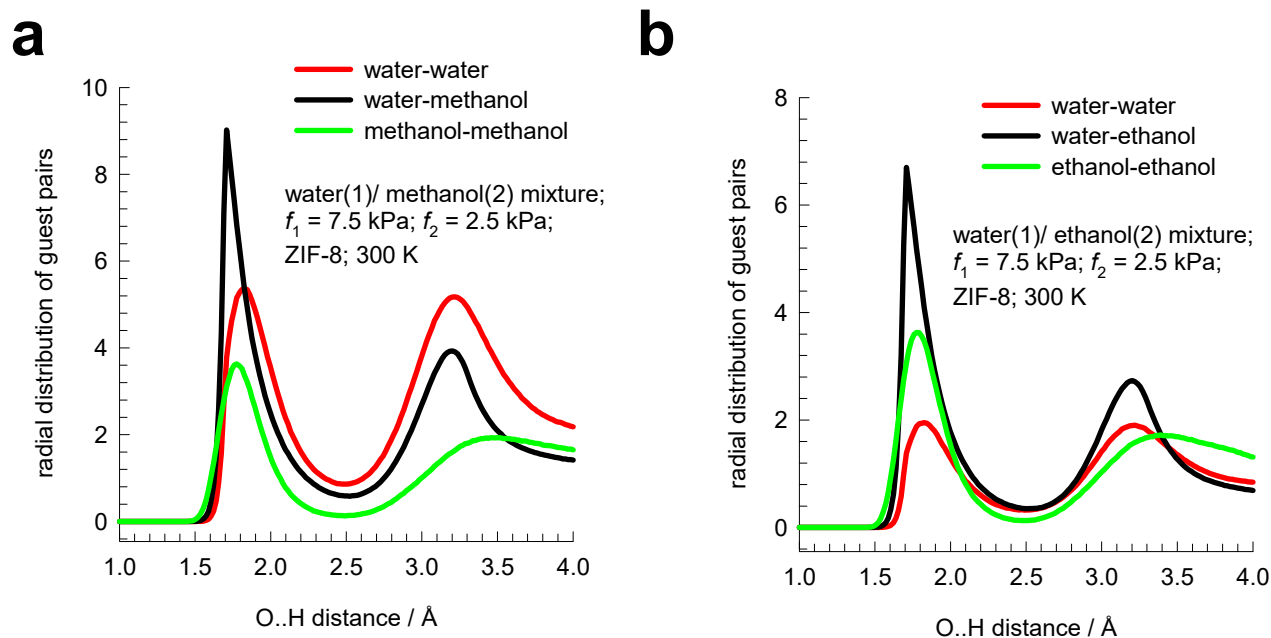 a
water-water
water-methanol
methanol-methanol
water(1)/ methanol(2) mixture;
f1 = 7.5 kPa; f2 = 2.5 kPa;
ZIF-8; 300 K
radial distribution of guest pairs
10
8
6
4
2
0
1.0 1.5 2.0 2.5 3.0 3.5 4.0
O..H distance / Å
b
water-water
water-ethanol
ethanol-ethanol
water(1)/ ethanol(2) mixture;
f1 = 7.5 kPa; f2 = 2.5 kPa;
ZIF-8; 300 K
radial distribution of guest pairs
8
6
4
2
0
1.0 1.5 2.0 2.5 3.0 3.5 4.0
O..H distance / Å